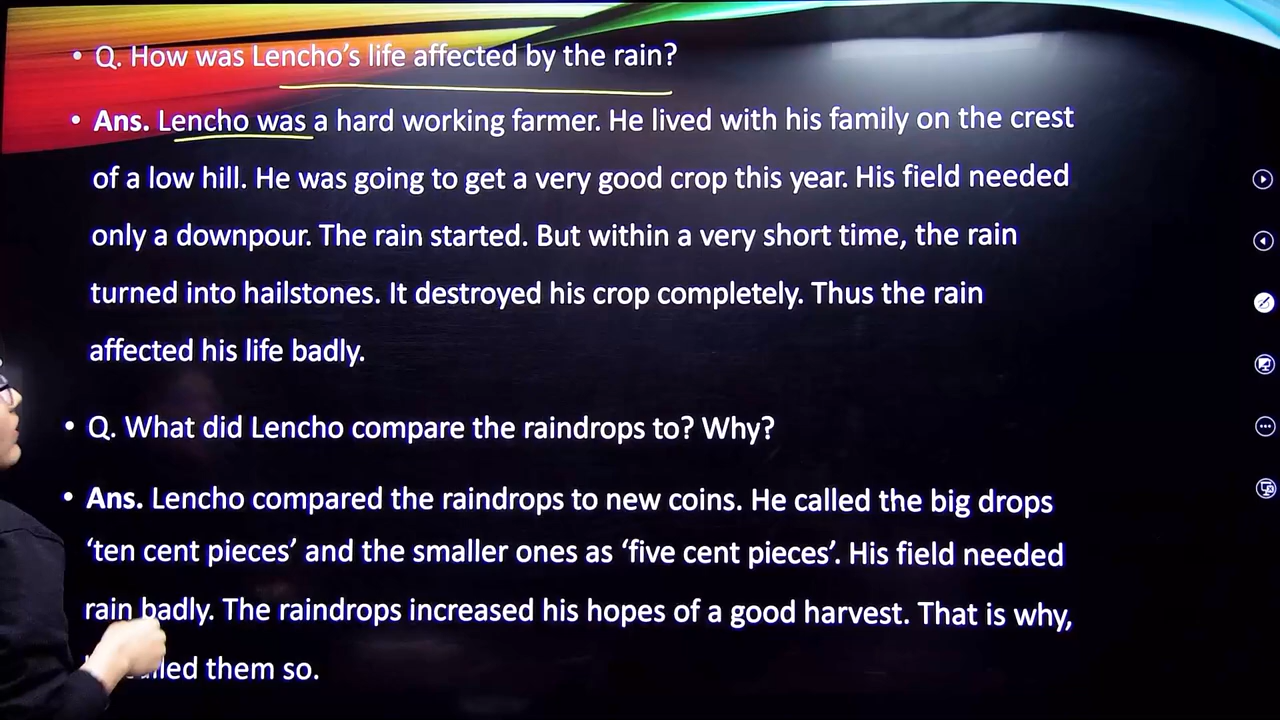 • Q. How was Lencho's life affected by the rain?
• Ans. Lencho was a hard working farmer. He lived with his family on the crest
of a low hill. He was going to get a very good crop this year. His field needed
only a downpour. The rain started. But within a very short time, the rain
turned into hailstones. It destroyed his crop completely. Thus the rain
affected his life badly.
• Q. What did Lencho compare the raindrops to? Why?
• Ans. Lencho compared the raindrops to new coins. He called the big drops
‘ten cent pieces’ and the smaller ones as ‘five cent pieces’. His field needed
rain badly. The raindrops increased his hopes of a good harvest. That is why,
them so.